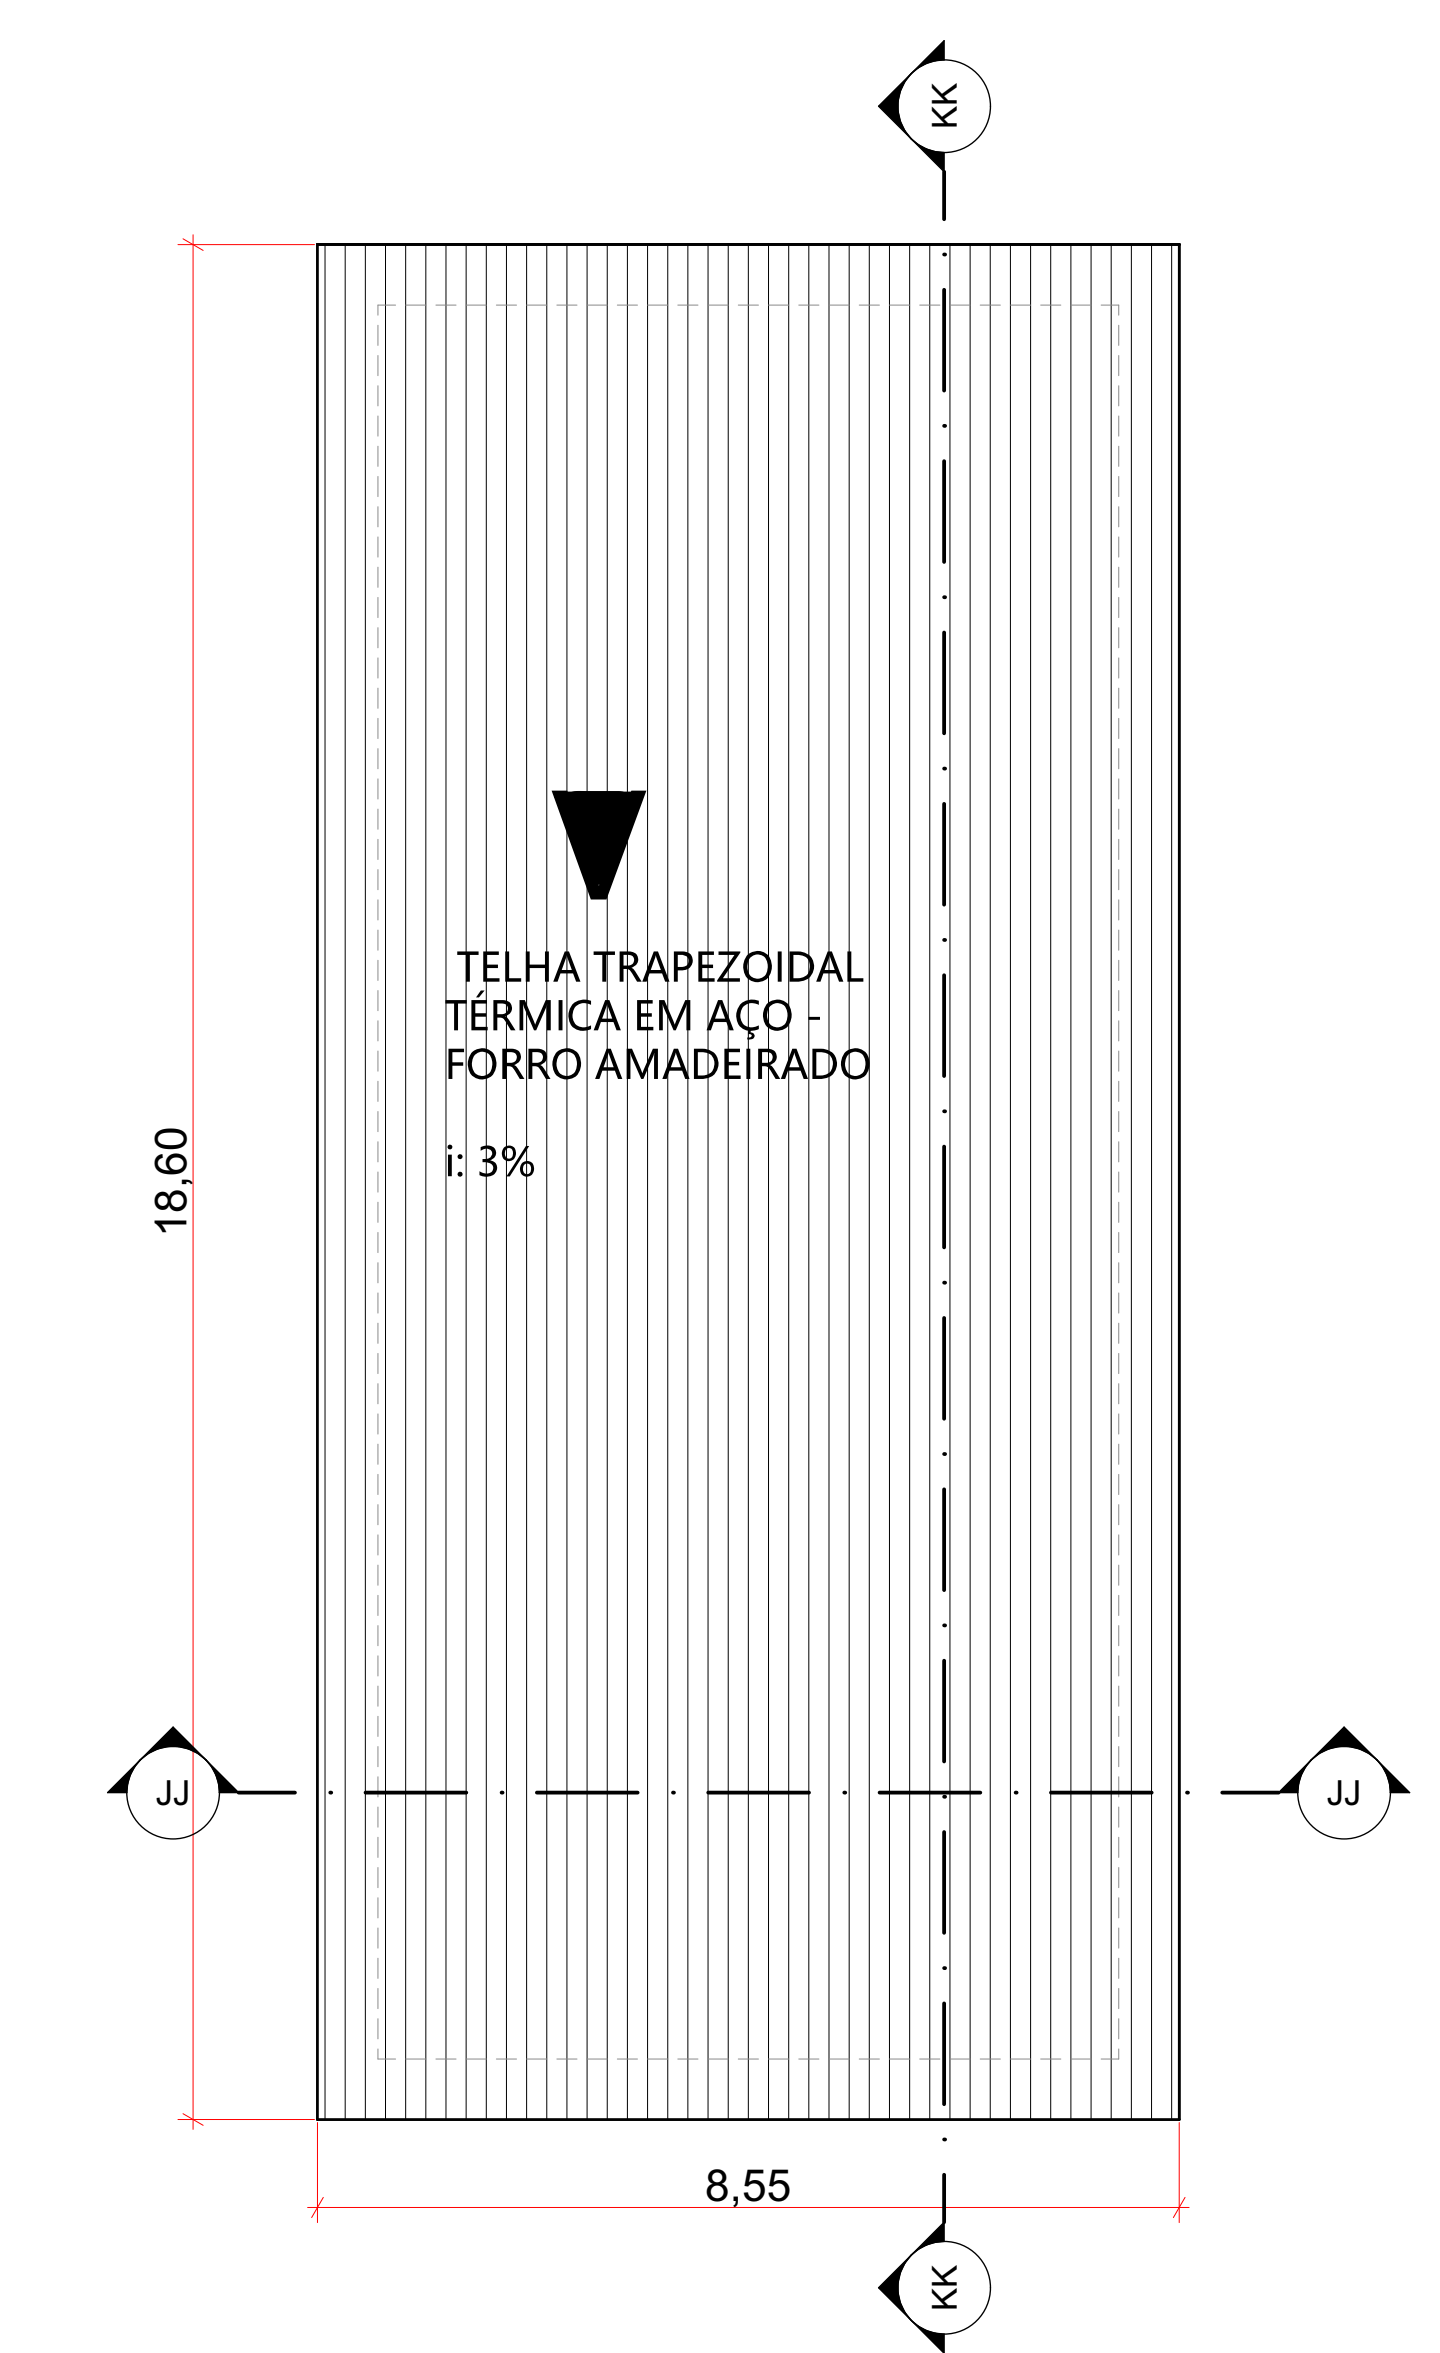 KK
TELHA TRAPEZOIDAL
TÉRMICA EM AÇO -
FORRO AMADEIRADO
i: 3%
18,60
JJ
JJ
8,55
KK